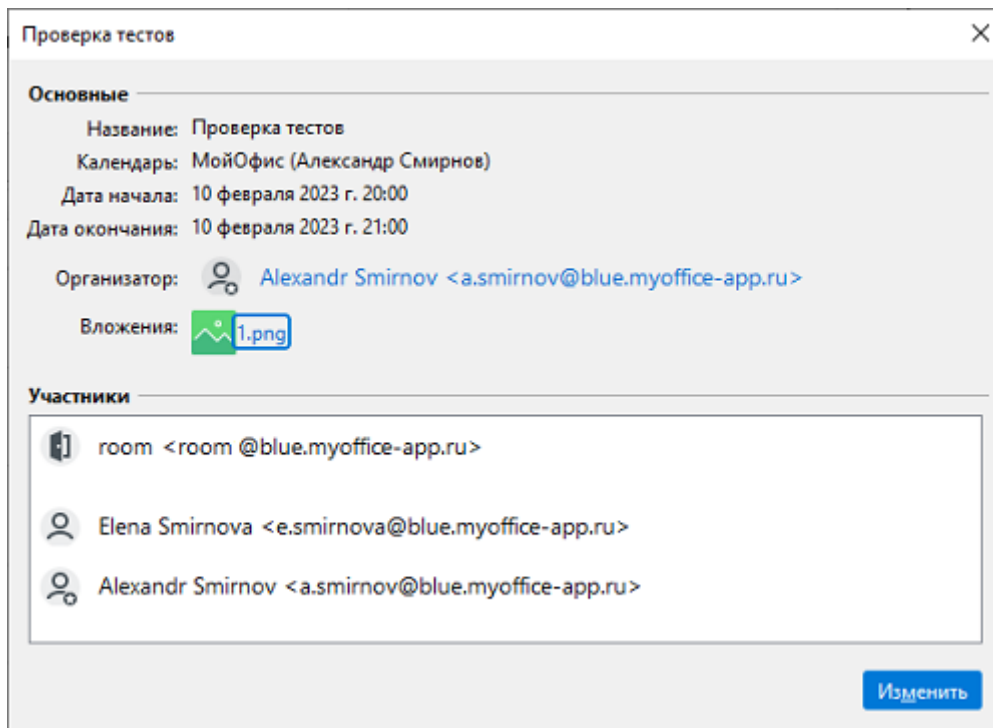 Проверка тестов
Основные
Название: Проверка тестов
Календарь: МойОфис (Александр Смирнов)
Дата начала: 10 февраля 2023 г. 20:00
Дата окончания: 10 февраля 2023 г. 21:00
Организатор: Alexandr Smirnov <a.smirnov@blue.myoffice-app.ru>
Вложения: 1.png
Участники
room <room @blue.myoffice-app.ru>
Elena Smirnova <e.smirnova@blue.myoffice-app.ru>
Alexandr Smirnov <a.smirnov@blue.myoffice-app.ru>
Изменить